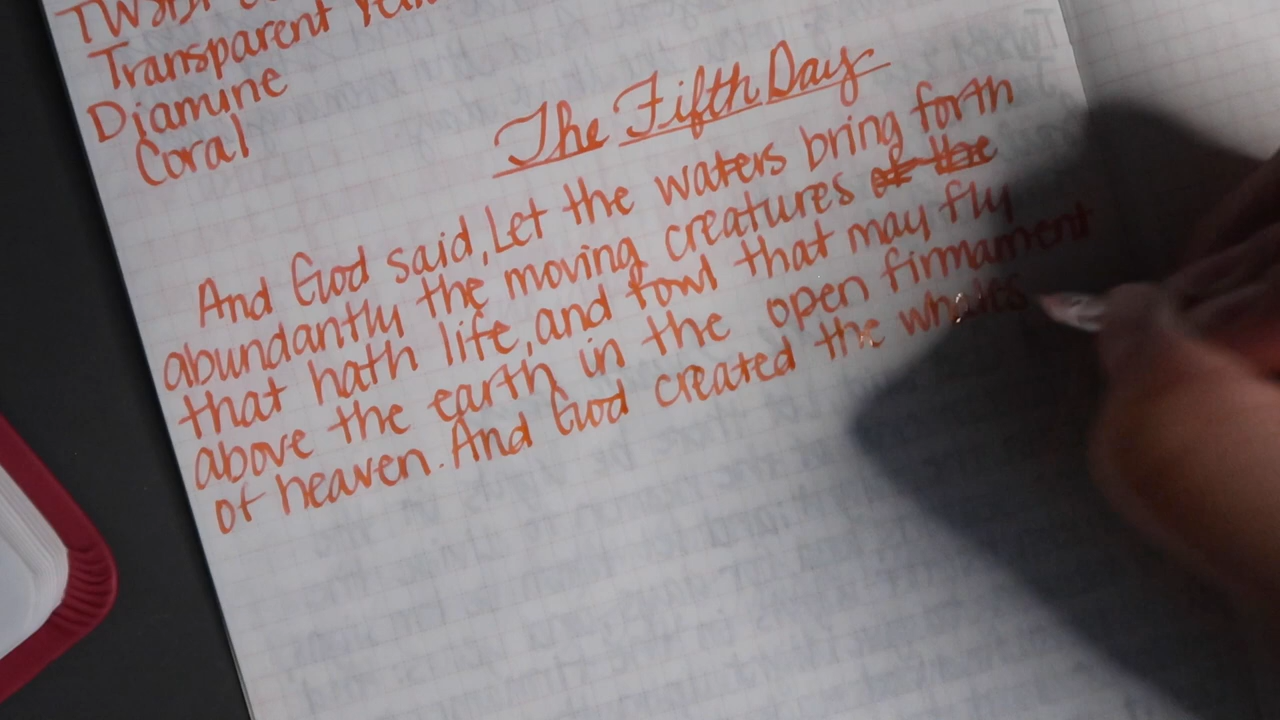 TWSBI
Transparent
Diamine
Coral
The Fifth Day
And God said, Let the waters bring forth
abundantly the moving creatures of the
that hath life, and fowl that may fly
above the earth in the open firmament
of heaven. And God created the whales